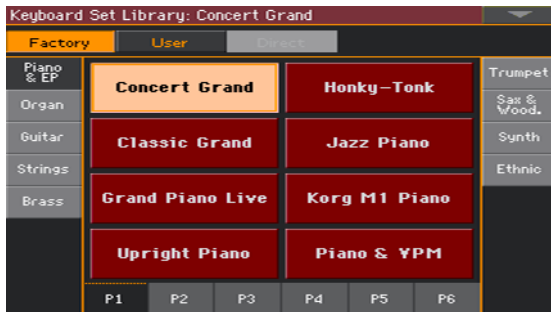 Keyboard Set Library: Concert Grand
Factory
User
Direct
Piano
& EP
Organ
Guitar
Strings
Brass
Concert Grand
Honky-Tonk
Classic Grand
Jazz Piano
Grand Piano Live
Korg M1 Piano
Upright Piano
Piano & VPM
Trumpet
Sax &
Wood.
Synth
Ethnic
P1
P2
P3
P4
P5
P6